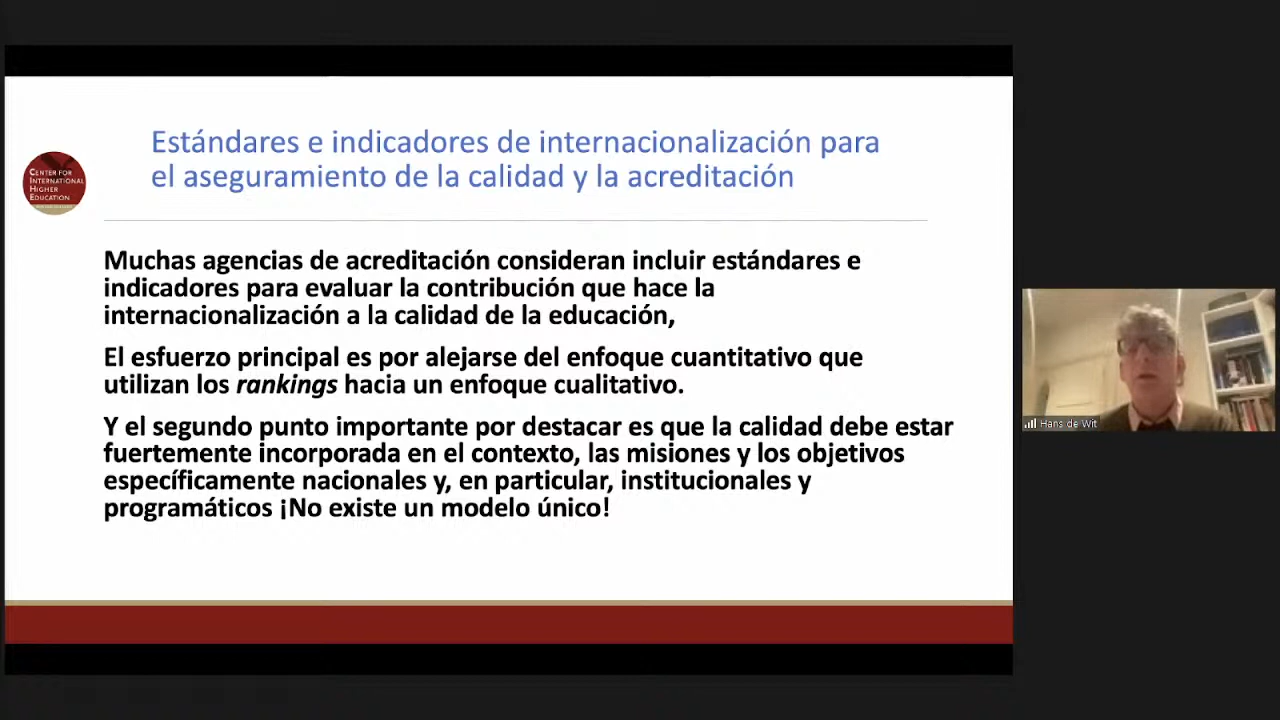 Estándares e indicadores de internacionalización para
el aseguramiento de la calidad y la acreditación
CENTER FOR
INTERNATIONAL
HIGHER
EDUCATION
Muchas agencias de acreditación consideran incluir estándares e
indicadores para evaluar la contribución que hace la
internacionalización a la calidad de la educación,
El esfuerzo principal es por alejarse del enfoque cuantitativo que
utilizan los rankings hacia un enfoque cualitativo.
Y el segundo punto importante por destacar es que la calidad debe estar
fuertemente incorporada en el contexto, las misiones y los objetivos
específicamente nacionales y, en particular, institucionales y
programáticos ¡No existe un modelo único!
Hans de Wit